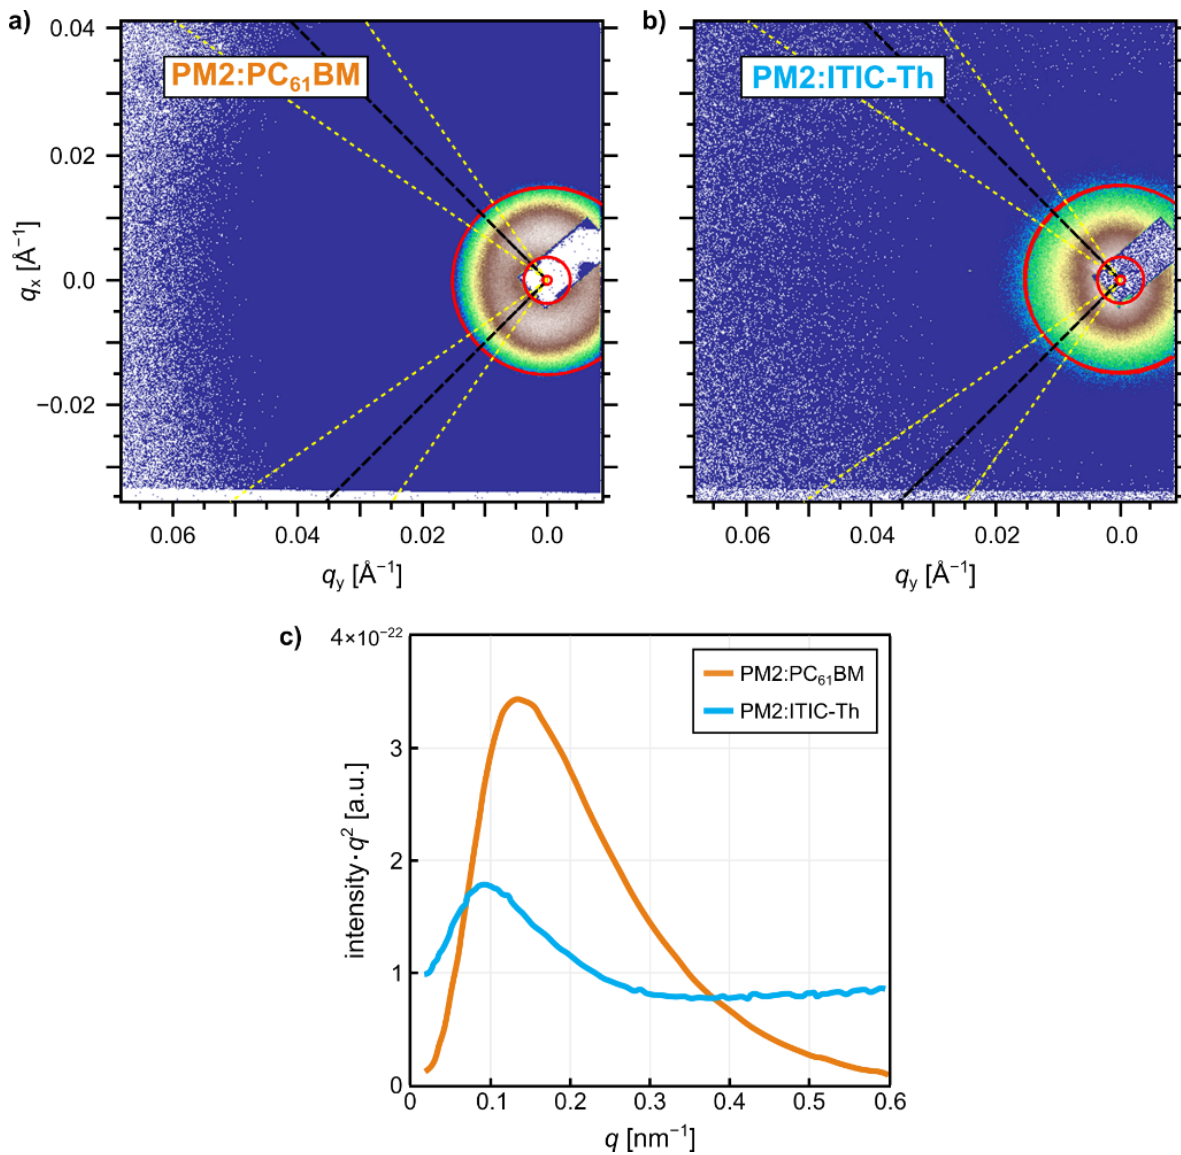 a)
PM2:PC₆₁BM
0.04
0.02
0.0
−0.02
qₓ [Å⁻¹]
0.06
0.04
0.02
0.0
q_y [Å⁻¹]
b)
PM2:ITIC-Th
0.06
0.04
0.02
0.0
q_y [Å⁻¹]
c)
4×10⁻²²
3
2
1
0
intensity·q² [a.u.]
PM2:PC₆₁BM
PM2:ITIC-Th
0
0.1
0.2
0.3
0.4
0.5
0.6
q [nm⁻¹]